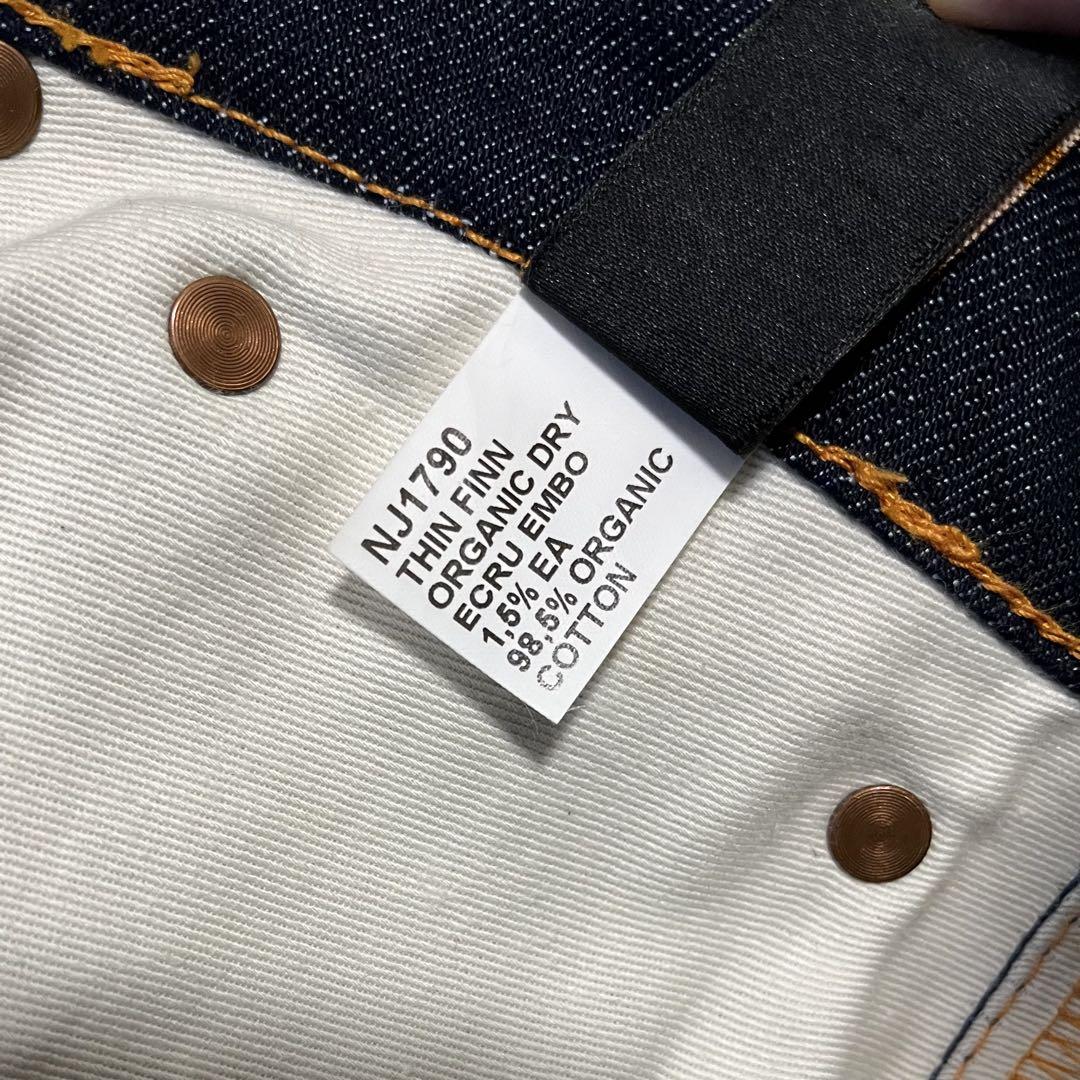 NJ1790
THIN FINN
ORGANIC DRY
ECRU EMBO
1,5% EA
98,5% ORGANIC
COTTON